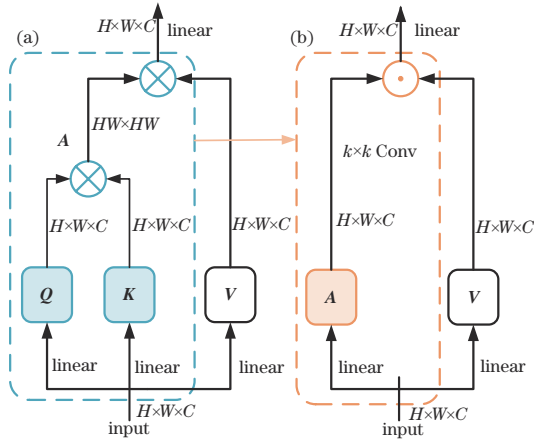 H×W×C
linear
(a)
HW×HW
A
H×W×C
H×W×C
H×W×C
Q
K
V
linear
linear
linear
H×W×C
input
H×W×C
linear
(b)
k×k Conv
H×W×C
H×W×C
A
V
linear
linear
H×W×C
input